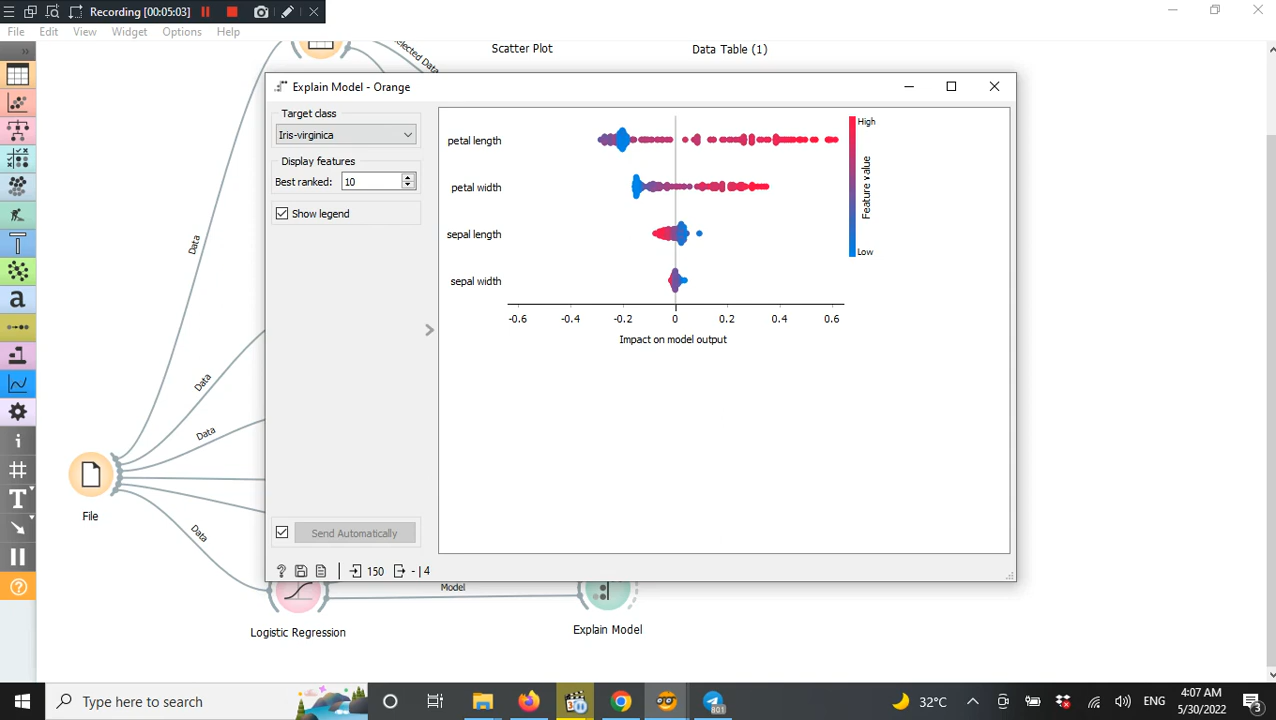 Recording [00:05:03]
File Edit View Widget Options Help
Selected Data
Scatter Plot
Data Table (1)
Explain Model - Orange
Target class
Iris-virginica
Display features
Best ranked: 10
Show legend
petal length
petal width
sepal length
sepal width
High
Feature value
Low
-0.6 -0.4 -0.2 0 0.2 0.4 0.6
Impact on model output
Data
Data
Data
Data
File
a
T
Send Automatically
? 150 - | 4
Model
Logistic Regression
Explain Model
Type here to search
801
32°C
ENG
4:07 AM
5/30/2022
3